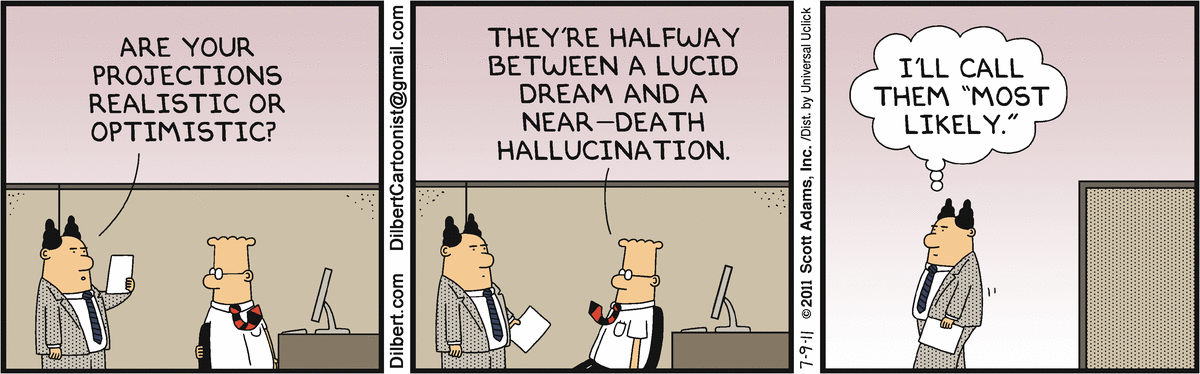 ARE YOUR
PROJECTIONS
REALISTIC OR
OPTIMISTIC?
Dilbert.com DilbertCartoonist@gmail.com
THEY'RE HALFWAY
BETWEEN A LUCID
DREAM AND A
NEAR-DEATH
HALLUCINATION.
7-9-11 ©2011 Scott Adams, Inc. /Dist. by Universal Uclick
I'LL CALL
THEM "MOST
LIKELY."